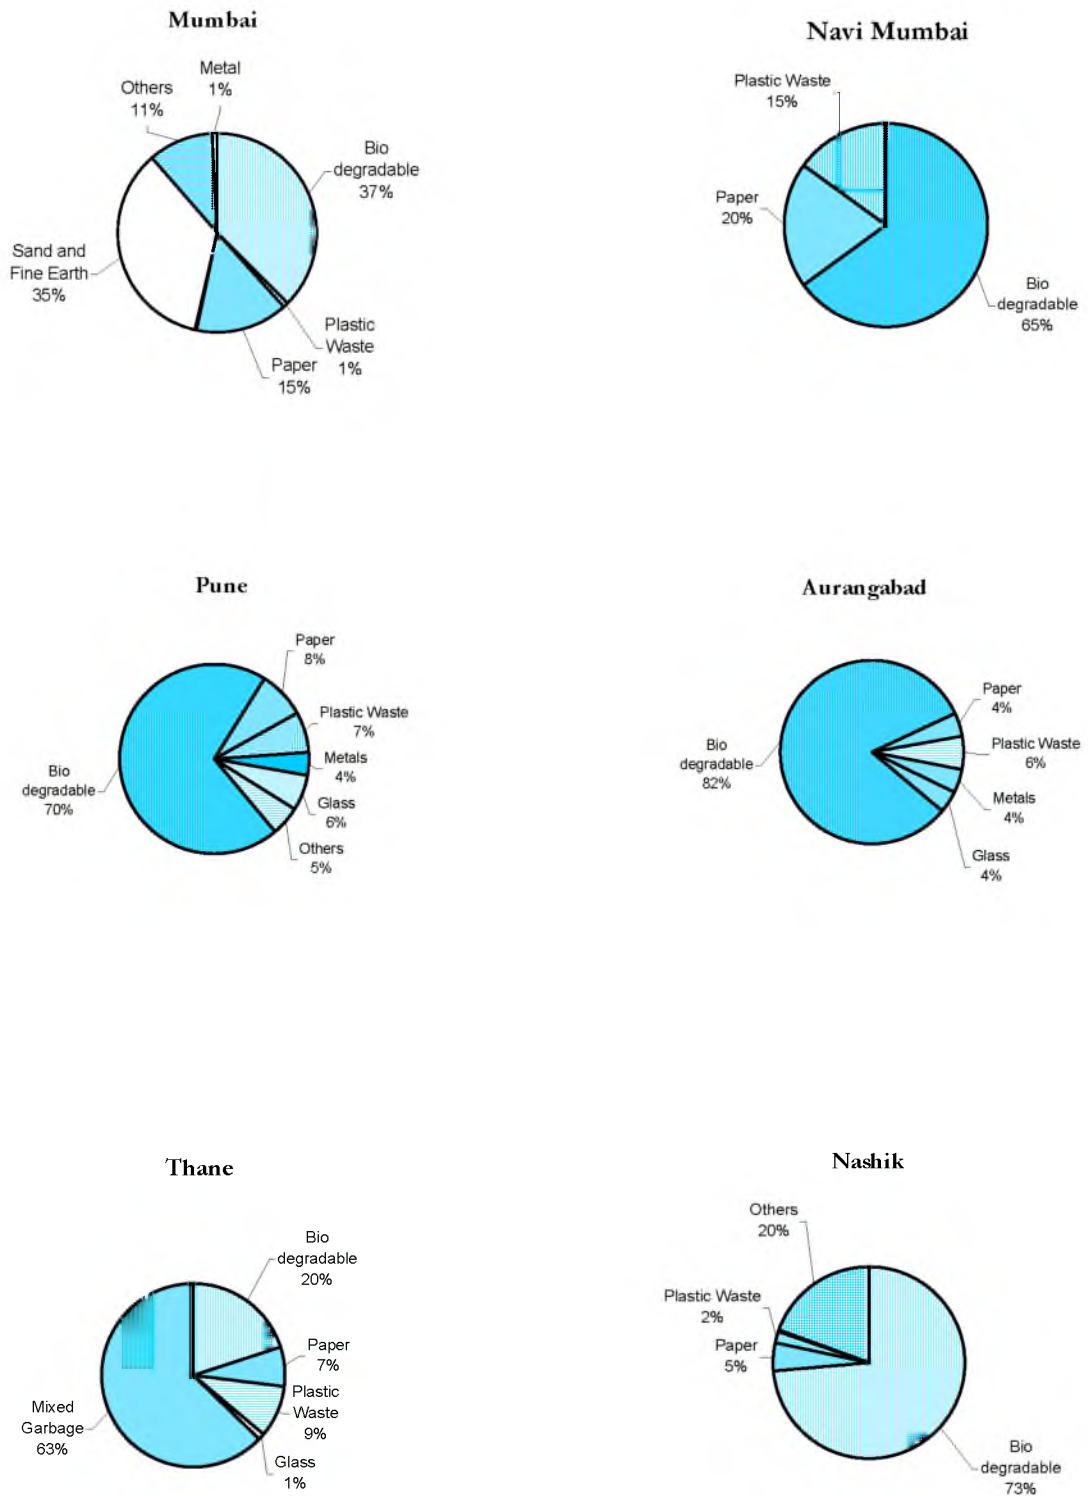 Mumbai
Metal
1%
Others
11%
Bio
degradable
37%
Sand and
Fine Earth
35%
Plastic
Waste
1%
Paper
15%
Navi Mumbai
Plastic Waste
15%
Paper
20%
Bio
degradable
65%
Pune
Paper
8%
Plastic Waste
7%
Metals
4%
Glass
6%
Others
5%
Bio
degradable
70%
Aurangabad
Paper
4%
Plastic Waste
6%
Metals
4%
Glass
4%
Bio
degradable
82%
Thane
Bio
degradable
20%
Paper
7%
Plastic
Waste
9%
Glass
1%
Mixed
Garbage
63%
Nashik
Others
20%
Plastic Waste
2%
Paper
5%
Bio
degradable
73%